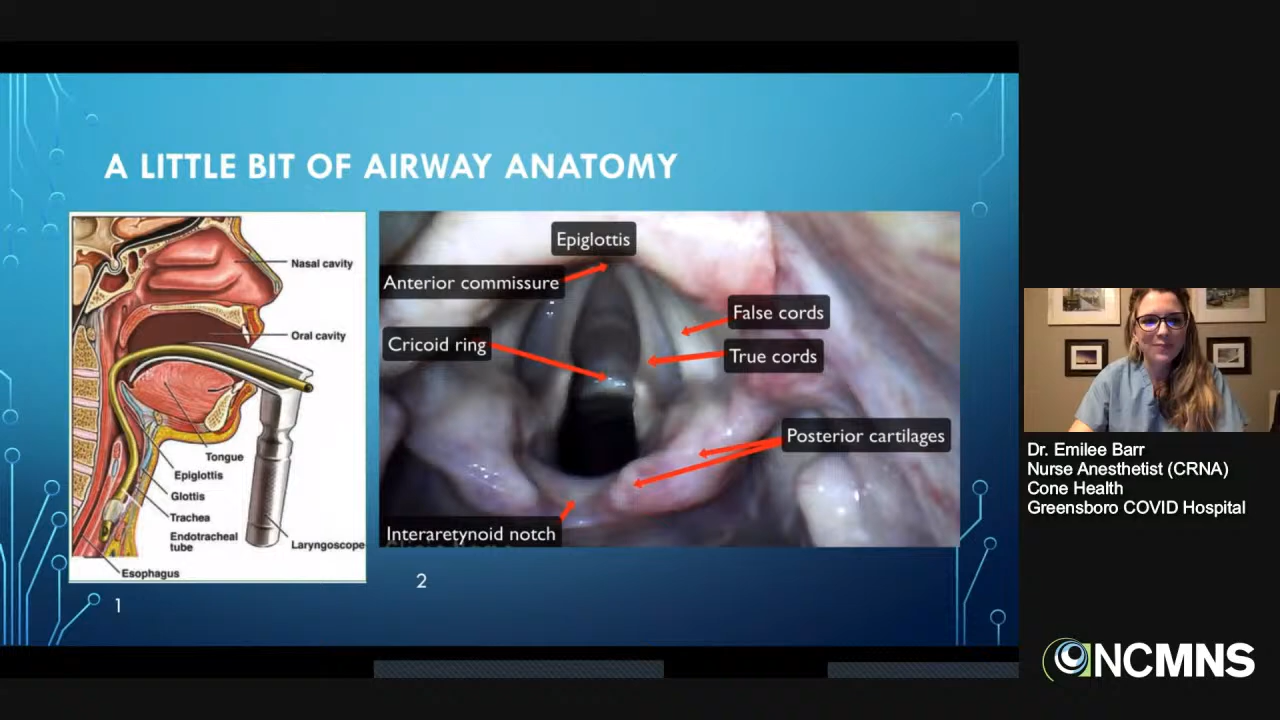 A LITTLE BIT OF AIRWAY ANATOMY
Nasal cavity
Oral cavity
Tongue
Epiglottis
Glottis
Trachea
Endotracheal
tube
Laryngoscope
Esophagus
1
Epiglottis
Anterior commissure
False cords
Cricoid ring
True cords
Posterior cartilages
Interaretynoid notch
2
Dr. Emilee Barr
Nurse Anesthetist (CRNA)
Cone Health
Greensboro COVID Hospital
NCMNS